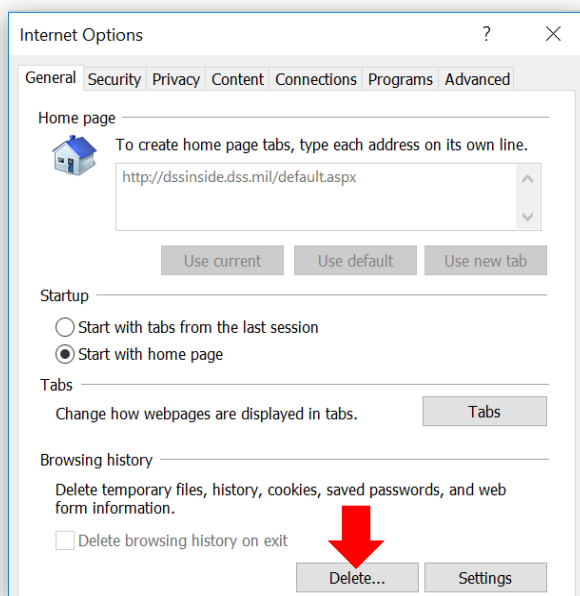 Internet Options ?
General Security Privacy Content Connections Programs Advanced
Home page
To create home page tabs, type each address on its own line.
http://dssinside.dss.mil/default.aspx
Use current Use default Use new tab
Startup
Start with tabs from the last session
Start with home page
Tabs
Change how webpages are displayed in tabs. Tabs
Browsing history
Delete temporary files, history, cookies, saved passwords, and web
form information.
Delete browsing history on exit
Delete... Settings